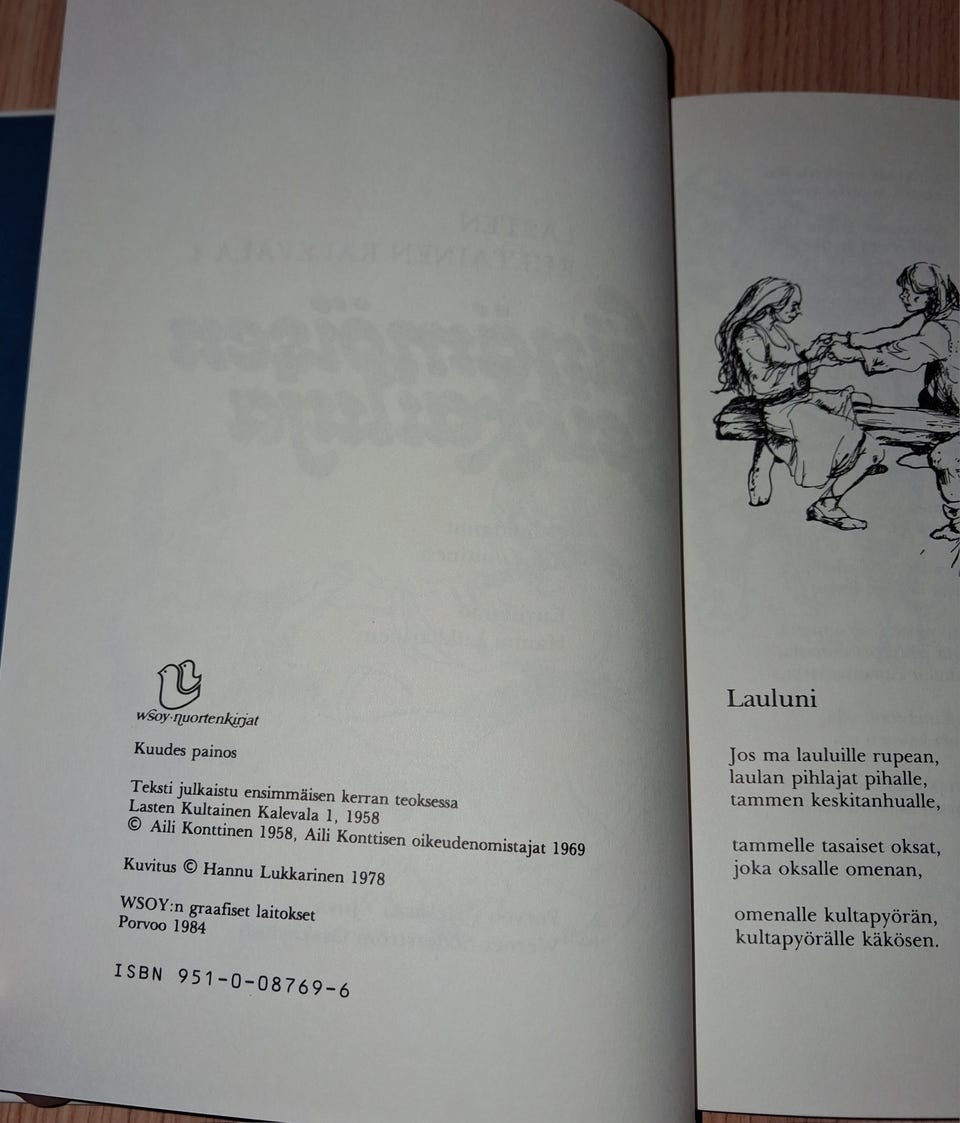 wsoy·nuortenkirjat
Kuudes painos
Teksti julkaistu ensimmäisen kerran teoksessa
Lasten Kultainen Kalevala 1, 1958
© Aili Konttinen 1958, Aili Konttisen oikeudenomistajat 1969
Kuvitus © Hannu Lukkarinen 1978
WSOY:n graafiset laitokset
Porvoo 1984
ISBN 951-0-08769-6
Lauluni
Jos ma lauluille rupean,
laulan pihlajat pihalle,
tammen keskitanhualle,
tammelle tasaiset oksat,
joka oksalle omenan,
omenalle kultapyörän,
kultapyörälle käkösen.